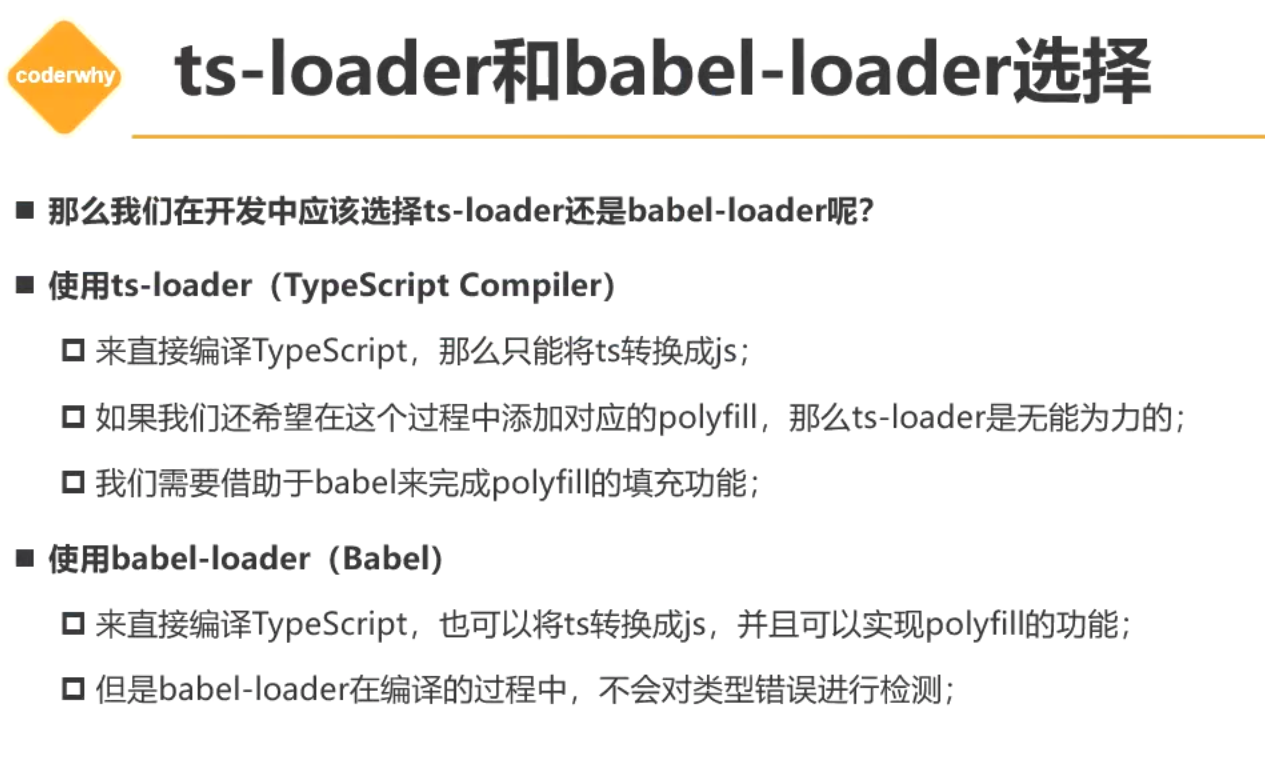 coderwhy
ts-loader和babel-loader选择
■ 那么我们在开发中应该选择ts-loader还是babel-loader呢？
■ 使用ts-loader（TypeScript Compiler）
来直接编译TypeScript，那么只能将ts转换成js；
如果我们还希望在这个过程中添加对应的polyfill，那么ts-loader是无能为力的；
我们需要借助于babel来完成polyfill的填充功能；
■ 使用babel-loader（Babel）
来直接编译TypeScript，也可以将ts转换成js，并且可以实现polyfill的功能；
但是babel-loader在编译的过程中，不会对类型错误进行检测；